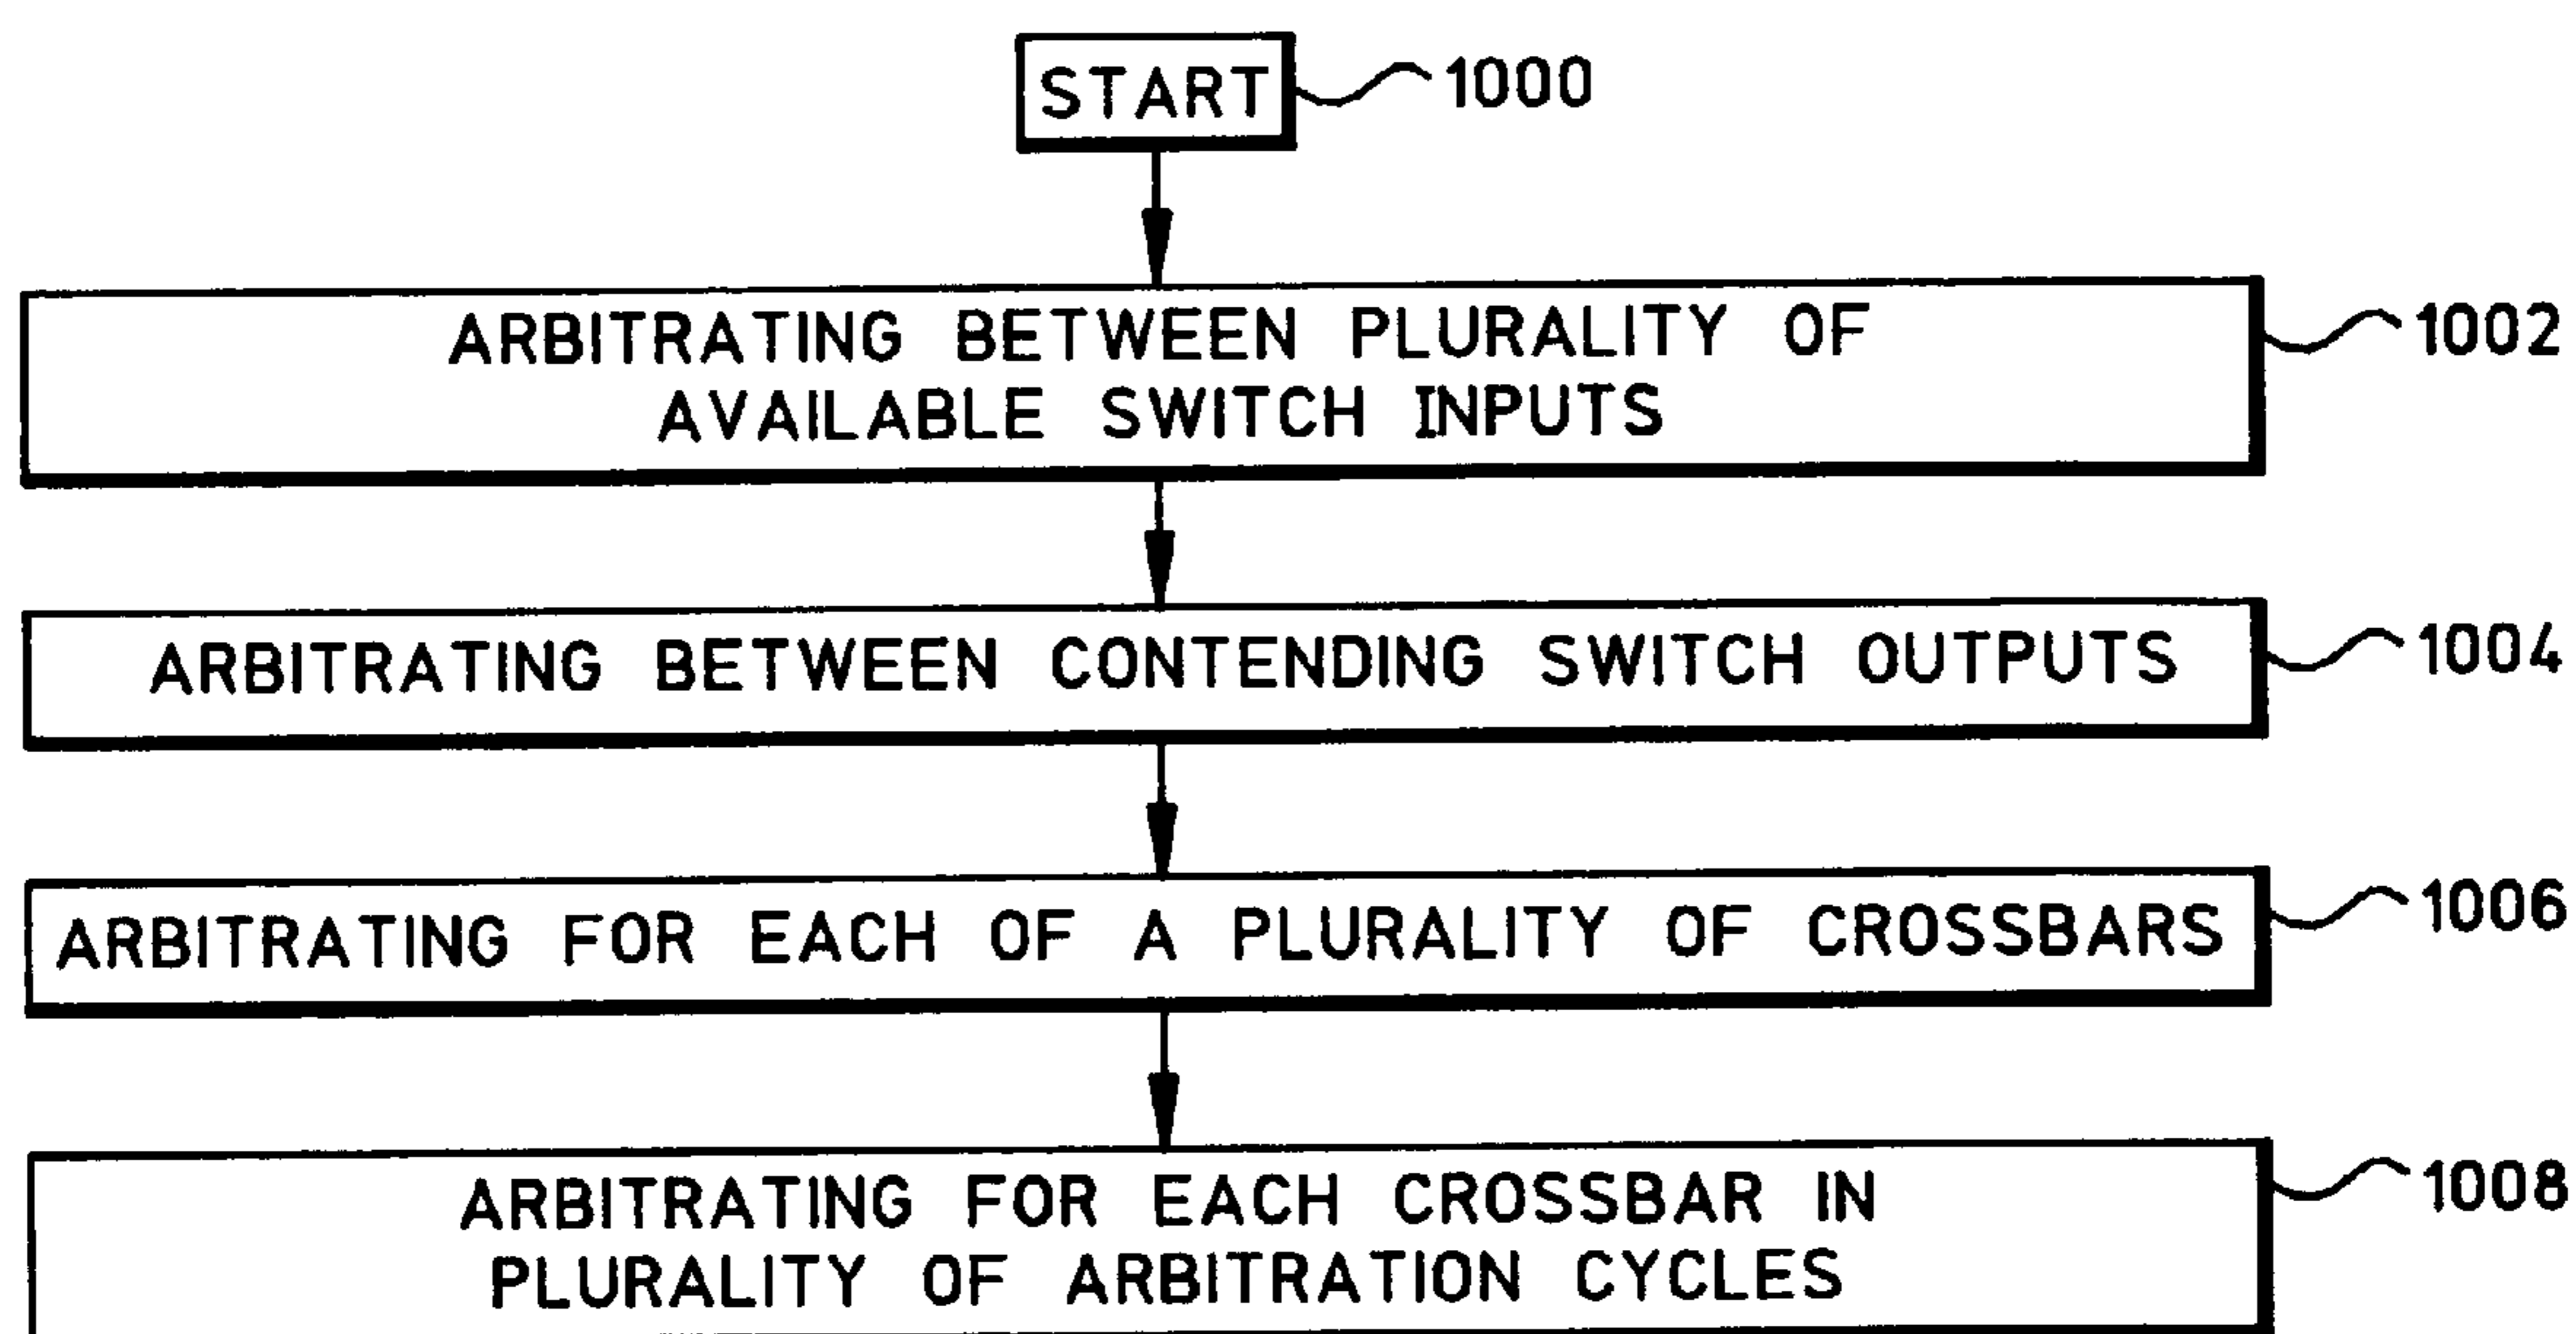 START 1000
ARBITRATING BETWEEN PLURALITY OF
AVAILABLE SWITCH INPUTS
1002
ARBITRATING BETWEEN CONTENDING SWITCH OUTPUTS 1004
ARBITRATING FOR EACH OF A PLURALITY OF CROSSBARS 1006
ARBITRATING FOR EACH CROSSBAR IN
PLURALITY OF ARBITRATION CYCLES
1008